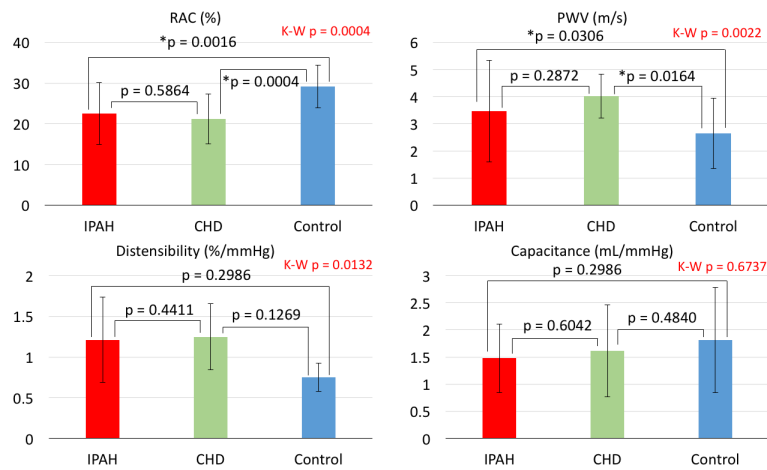 RAC (%)
K-W p = 0.0004
*p = 0.0016
p = 0.5864
*p = 0.0004
40
30
20
10
0
IPAH
CHD
Control
PWV (m/s)
K-W p = 0.0022
*p = 0.0306
p = 0.2872
*p = 0.0164
6
5
4
3
2
1
0
IPAH
CHD
Control
Distensibility (%/mmHg)
K-W p = 0.0132
p = 0.2986
p = 0.4411
p = 0.1269
2
1.5
1
0.5
0
IPAH
CHD
Control
Capacitance (mL/mmHg)
K-W p = 0.6737
p = 0.2986
p = 0.6042
p = 0.4840
3
2.5
2
1.5
1
0.5
0
IPAH
CHD
Control